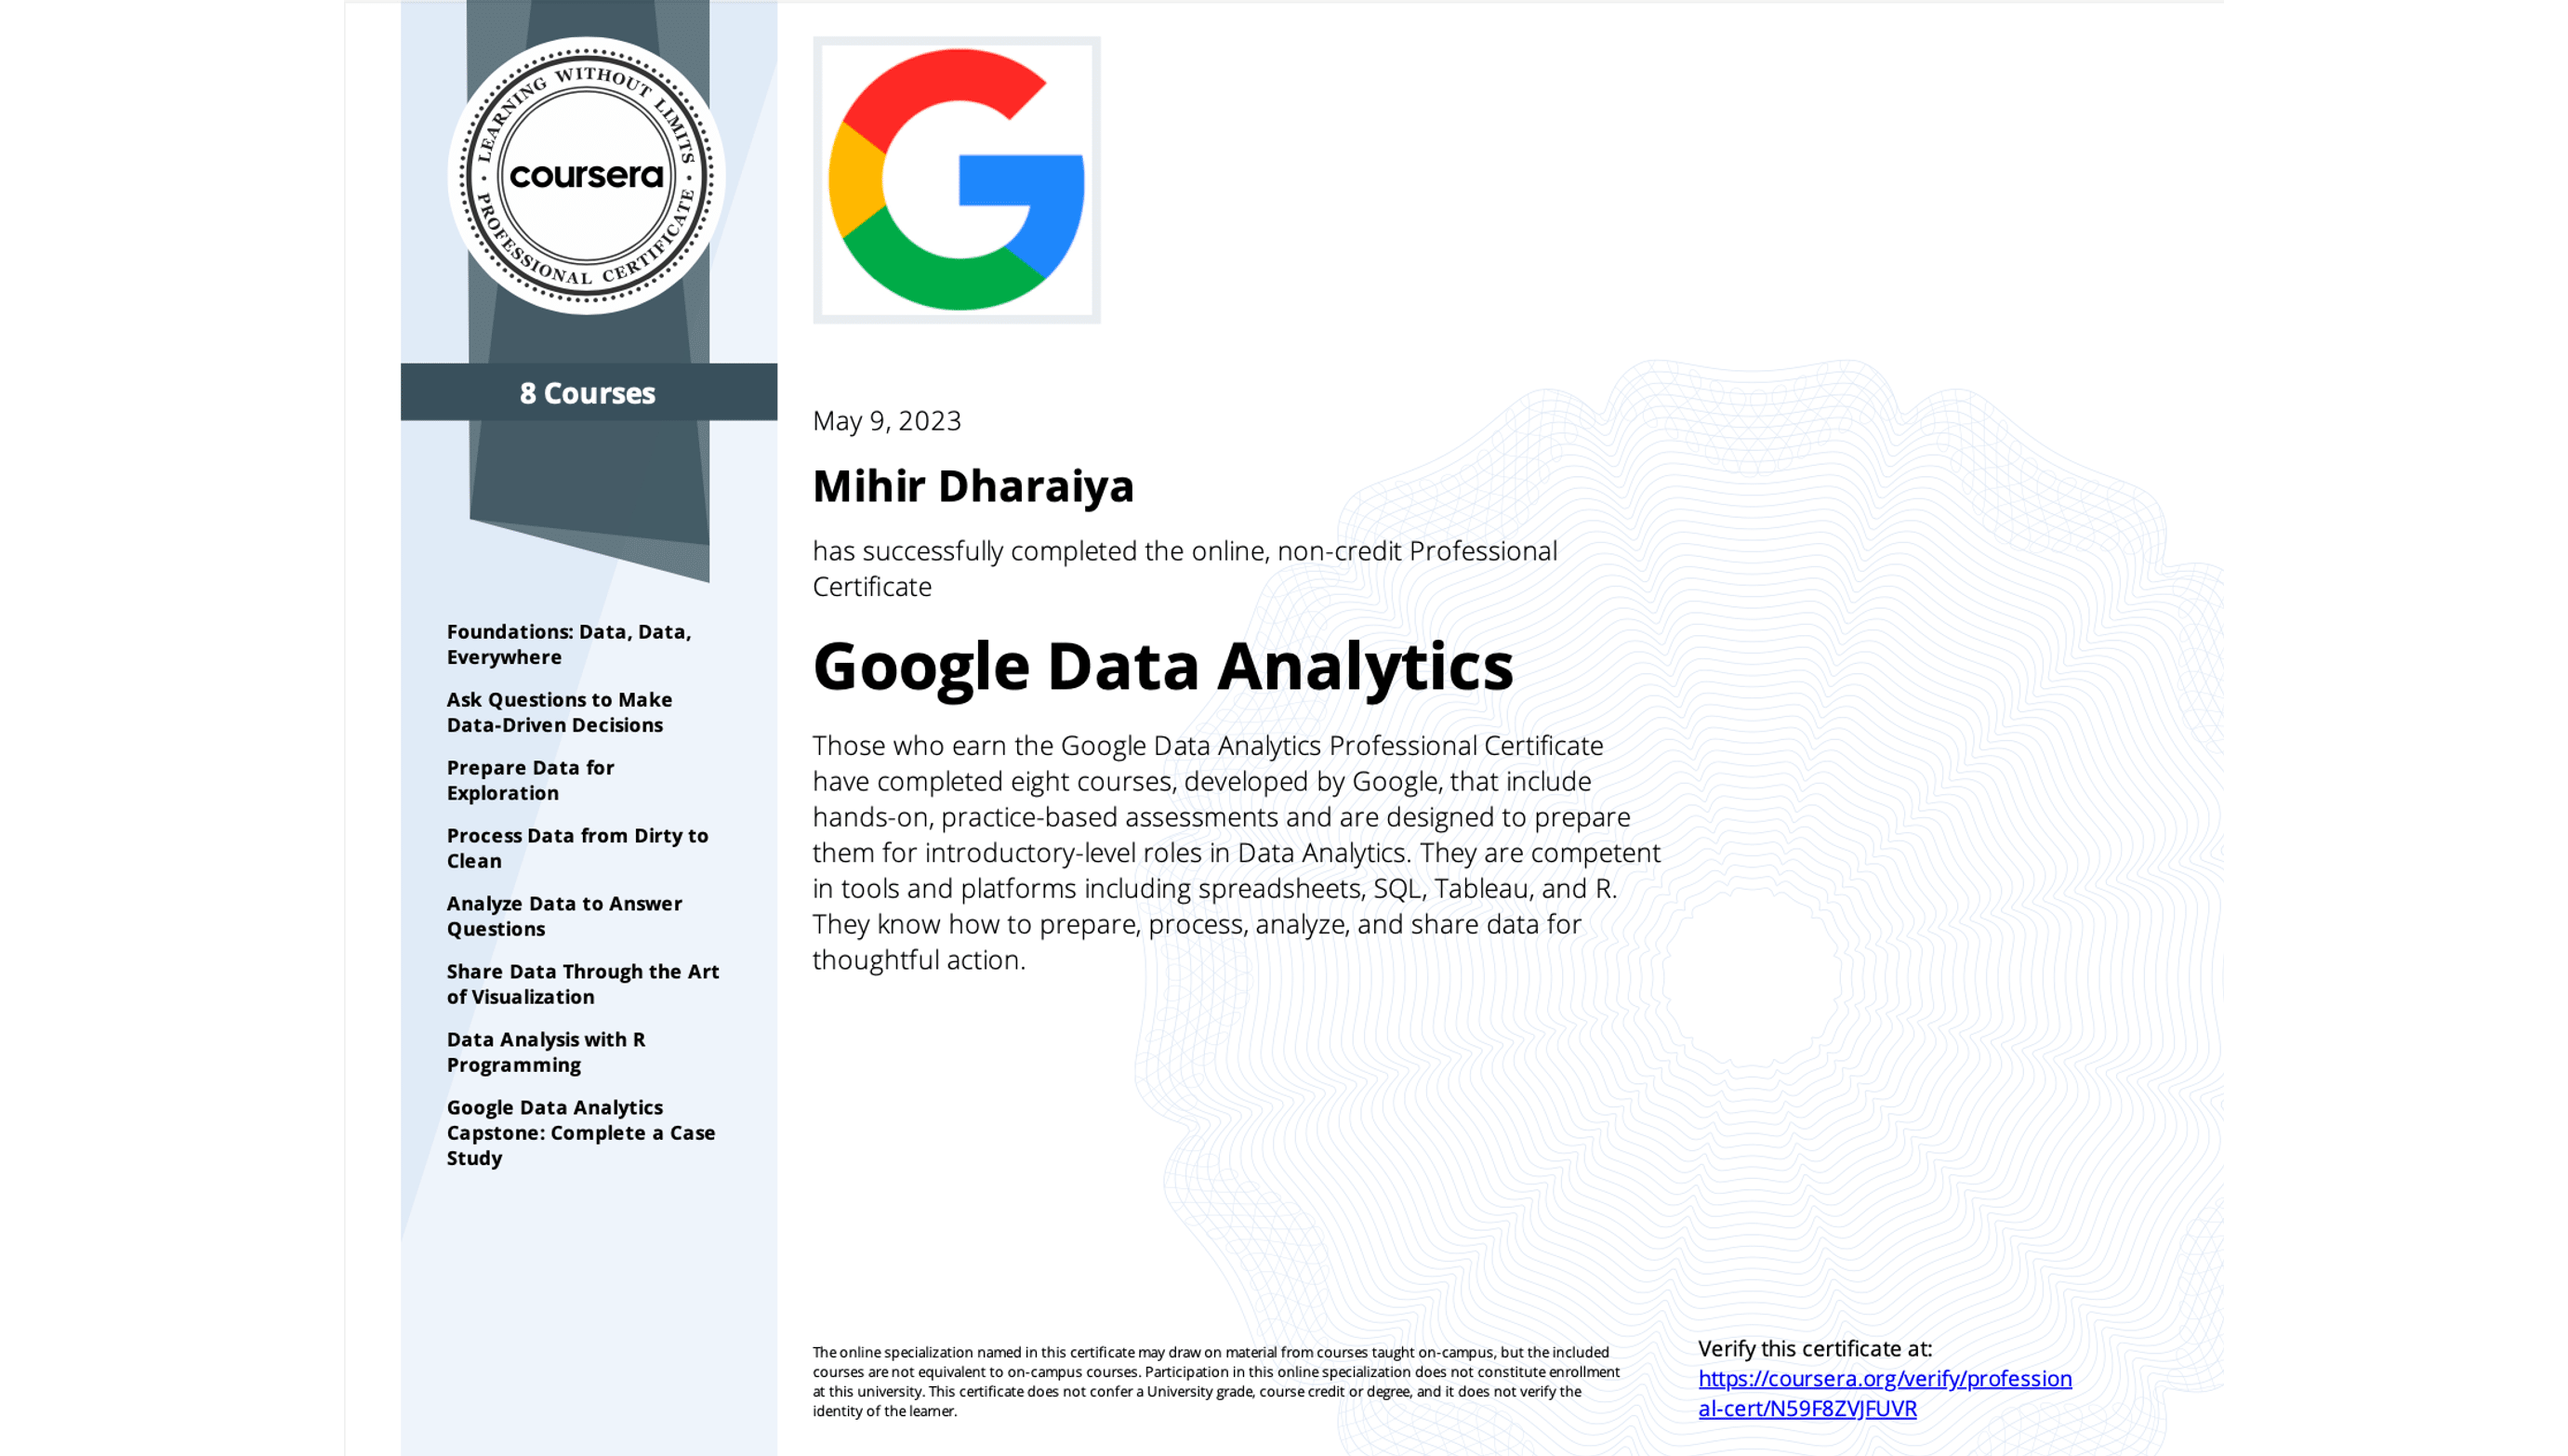 LEARNING WITHOUT LIMITS
coursera
PROFESSIONAL CERTIFICATE
8 Courses
Foundations: Data, Data,
Everywhere
Ask Questions to Make
Data-Driven Decisions
Prepare Data for
Exploration
Process Data from Dirty to
Clean
Analyze Data to Answer
Questions
Share Data Through the Art
of Visualization
Data Analysis with R
Programming
Google Data Analytics
Capstone: Complete a Case
Study
May 9, 2023
Mihir Dharaiya
has successfully completed the online, non-credit Professional
Certificate
Google Data Analytics
Those who earn the Google Data Analytics Professional Certificate
have completed eight courses, developed by Google, that include
hands-on, practice-based assessments and are designed to prepare
them for introductory-level roles in Data Analytics. They are competent
in tools and platforms including spreadsheets, SQL, Tableau, and R.
They know how to prepare, process, analyze, and share data for
thoughtful action.
The online specialization named in this certificate may draw on material from courses taught on-campus, but the included
courses are not equivalent to on-campus courses. Participation in this online specialization does not constitute enrollment
at this university. This certificate does not confer a University grade, course credit or degree, and it does not verify the
identity of the learner.
Verify this certificate at:
https://coursera.org/verify/profession
al-cert/N59F8ZVJFUVR